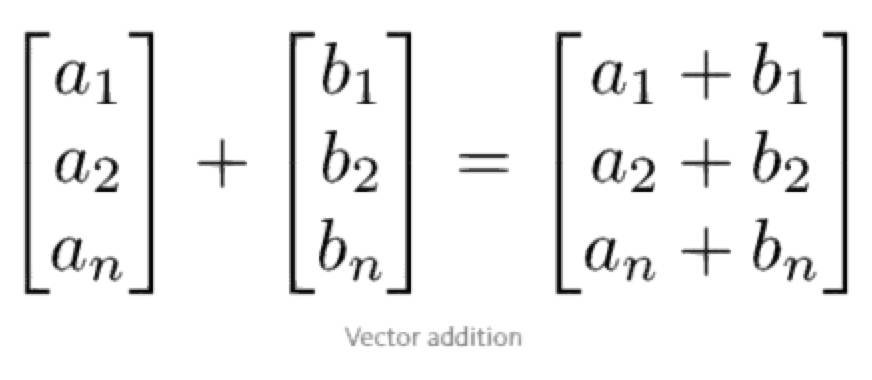 [a₁] + [b₁] = [a₁ + b₁]
[a₂] + [b₂] = [a₂ + b₂]
[aₙ] + [bₙ] = [aₙ + bₙ]
Vector addition